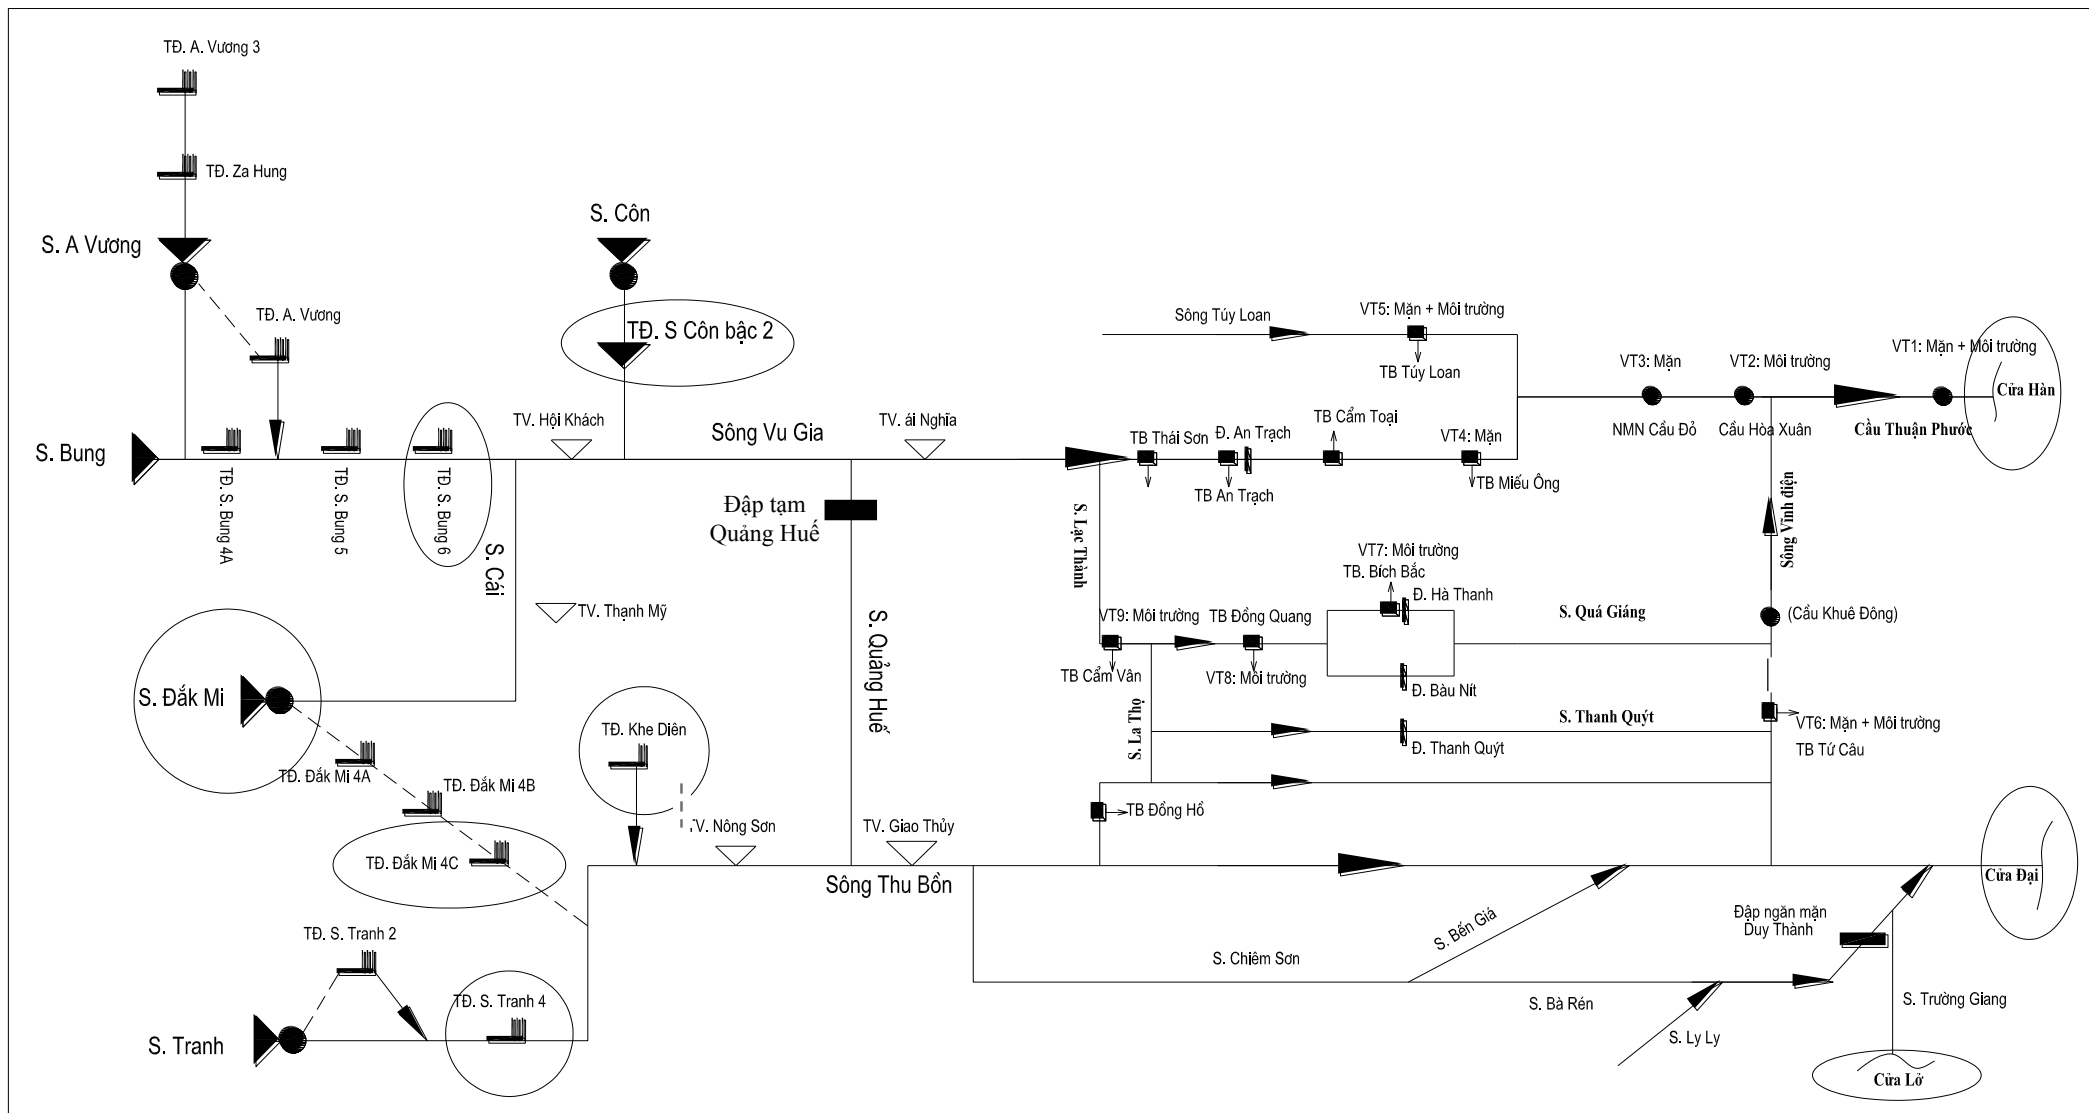 TĐ. A. Vương 3
TĐ. Za Hung
S. Côn
S. A Vương
TĐ. A. Vương
TĐ. S Côn bậc 2
Sông Túy Loan
VT5: Mặn + Môi trường
TB Túy Loan
VT3: Mặn
VT2: Môi trường
VT1: Mặn + Môi trường
Cửa Hàn
NMN Cầu Đỏ
Cầu Hòa Xuân
Cầu Thuận Phước
TV. Hội Khách
Sông Vu Gia
TV. ái Nghĩa
TB Thái Sơn
Đ. An Trạch
TB Cẩm Toại
VT4: Mặn
S. Bung
TB An Trạch
TB Miếu Ông
TĐ. S. Bung 4A
TĐ. S. Bung 5
TĐ. S. Bung 6
S. Cái
Đập tạm
Quảng Huế
S. Lạc Thành
Sông Vĩnh điện
VT7: Môi trường
TB. Bích Bắc
Đ. Hà Thanh
TV. Thạnh Mỹ
S. Quảng Huế
VT9: Môi trường
TB Đồng Quang
S. Quá Giáng
(Cầu Khuê Đông)
TB Cẩm Vân
VT8: Môi trường
Đ. Bàu Nít
S. Đắk Mi
S. La Thọ
S. Thanh Quýt
VT6: Mặn + Môi trường
TB Tứ Câu
TĐ. Khe Diên
Đ. Thanh Quýt
TĐ. Đắk Mi 4A
TĐ. Đắk Mi 4B
TB Đồng Hồ
TV. Nông Sơn
TV. Giao Thủy
TĐ. Đắk Mi 4C
Sông Thu Bồn
Cửa Đại
TĐ. S. Tranh 2
S. Bến Giá
Đập ngăn mặn
Duy Thành
S. Chiêm Sơn
TĐ. S. Tranh 4
S. Bà Rén
S. Trường Giang
S. Tranh
S. Ly Ly
Cửa Lở